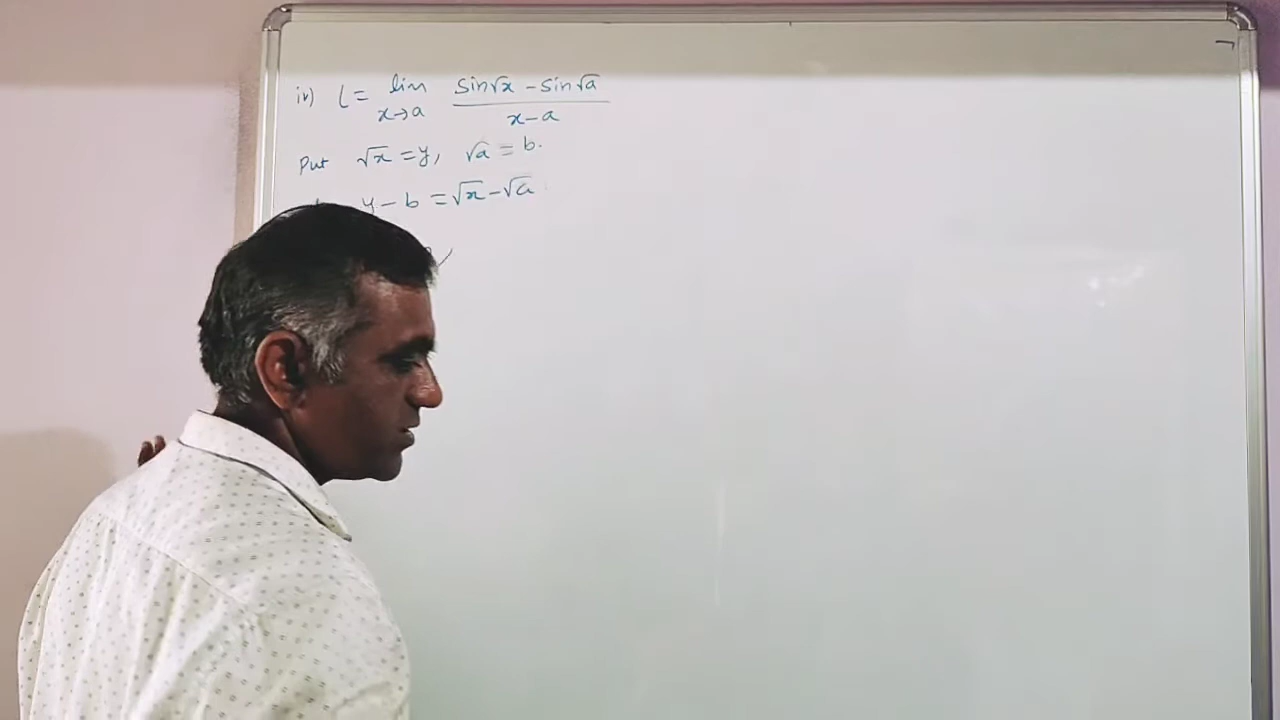 iv) l = lim x→a (sin√x - sin√a)/(x-a)
Put √x = y, √a = b.
y - b = √x - √a